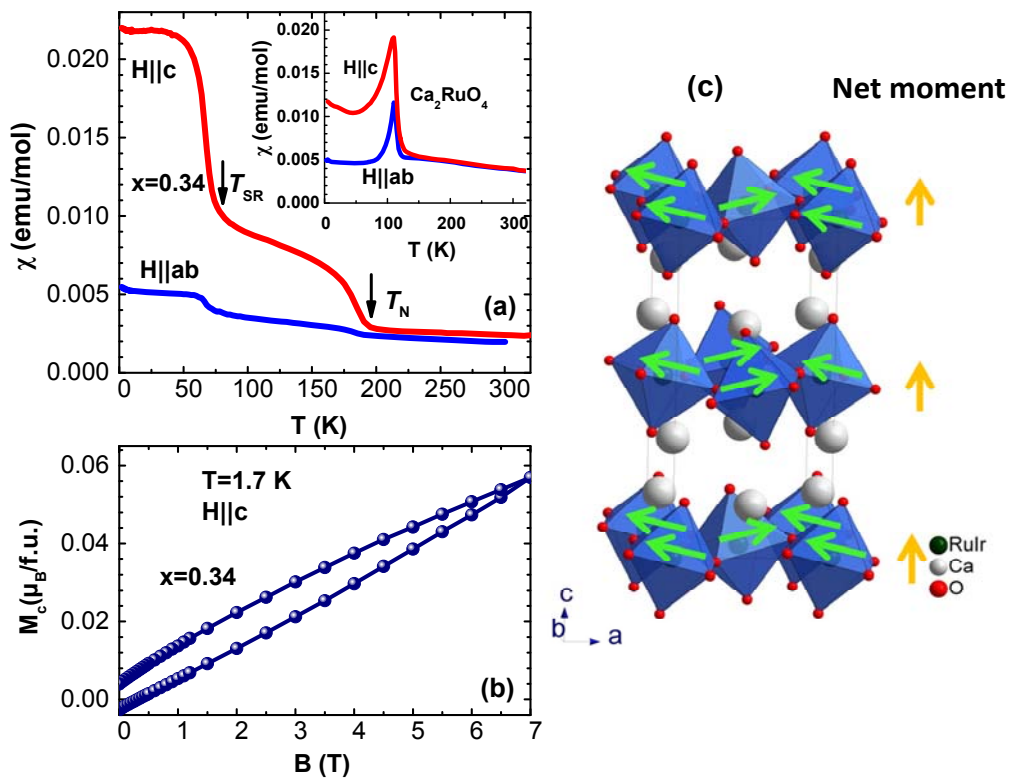 0.020
0.015
0.010
0.005
0.000
χ (emu/mol)
H||c
x=0.34
T_SR
H||ab
T_N
(a)
0 50 100 150 200 250 300
T (K)
0.020
0.015
0.010
0.005
0.000
χ (emu/mol)
H||c
Ca₂RuO₄
H||ab
0 100 200 300
T (K)
0.06
0.04
0.02
0.00
M_c(μ_B/f.u.)
T=1.7 K
H||c
x=0.34
(b)
0 1 2 3 4 5 6 7
B (T)
(c) Net moment
RuIr
Ca
O
c
b
a